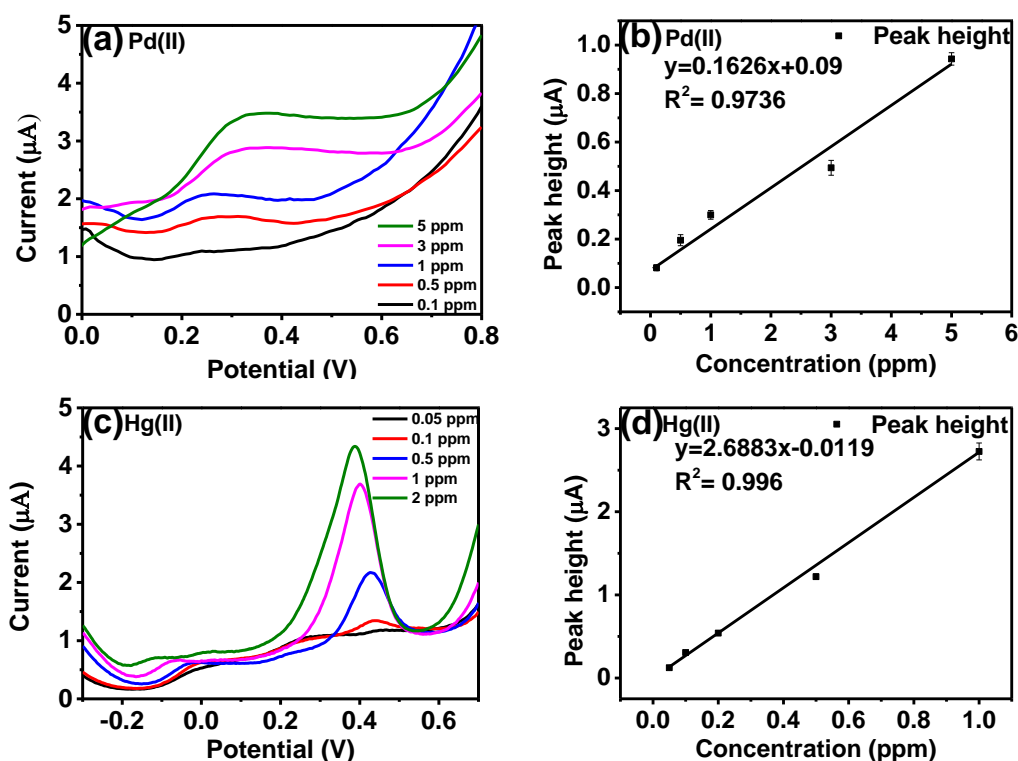 (a) Pd(II)
5
4
3
2
1
0
Current (μA)
5 ppm
3 ppm
1 ppm
0.5 ppm
0.1 ppm
0.0 0.2 0.4 0.6 0.8
Potential (V)
(b) Pd(II) Peak height
y=0.1626x+0.09
R²= 0.9736
1.0
0.8
0.6
0.4
0.2
0.0
Peak height (μA)
0 1 2 3 4 5 6
Concentration (ppm)
(c) Hg(II)
5
4
3
2
1
0
Current (μA)
0.05 ppm
0.1 ppm
0.5 ppm
1 ppm
2 ppm
-0.2 0.0 0.2 0.4 0.6
Potential (V)
(d) Hg(II) Peak height
y=2.6883x-0.0119
R²= 0.996
3
2
1
0
Peak height (μA)
0.0 0.2 0.4 0.6 0.8 1.0
Concentration (ppm)